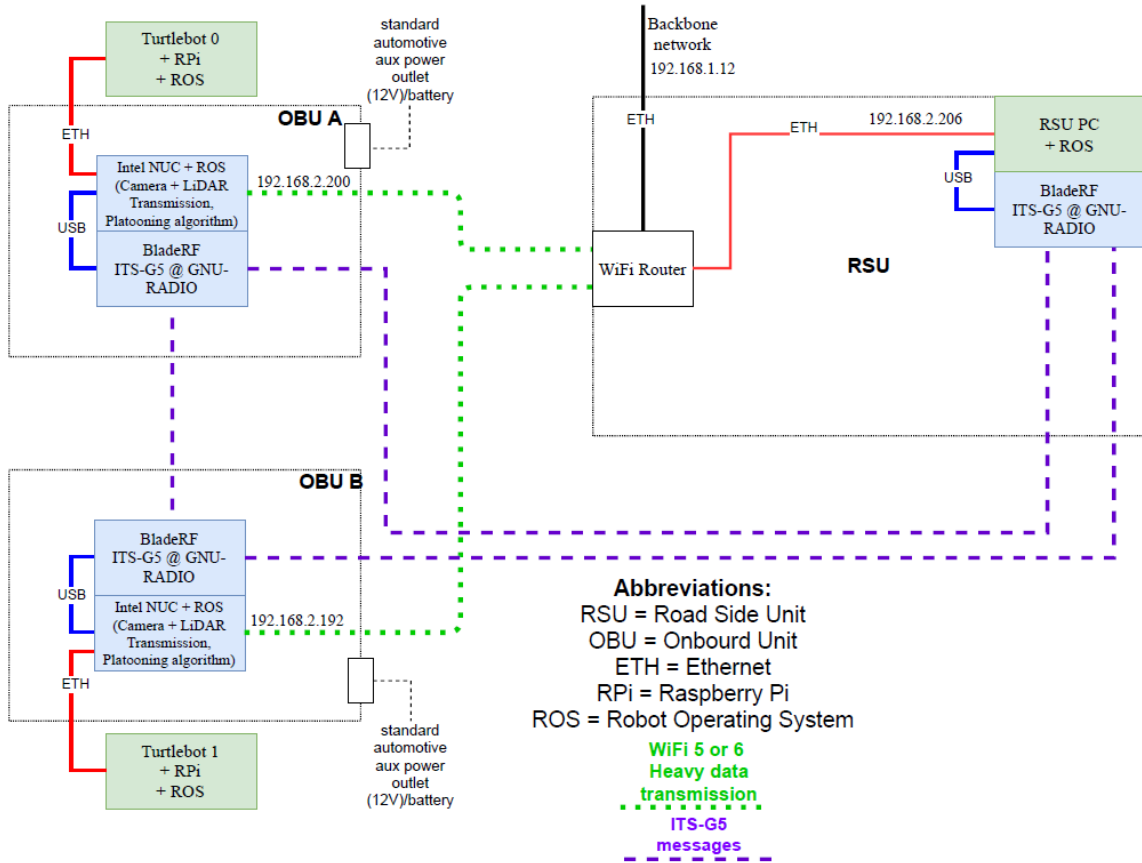 Turtlebot 0
+ RPi
+ ROS
standard
automotive
aux power
outlet
(12V)/battery
Backbone
network
192.168.1.12
ETH
OBU A
Intel NUC + ROS
(Camera + LiDAR
Transmission,
Platooning algorithm)
192.168.2.200
USB
BladeRF
ITS-G5 @ GNU-
RADIO
ETH
ETH
192.168.2.206
RSU PC
+ ROS
USB
BladeRF
ITS-G5 @ GNU-
RADIO
WiFi Router
RSU
OBU B
BladeRF
ITS-G5 @ GNU-
RADIO
USB
Intel NUC + ROS
(Camera + LiDAR
Transmission,
Platooning algorithm)
192.168.2.192
ETH
Turtlebot 1
+ RPi
+ ROS
standard
automotive
aux power
outlet
(12V)/battery
Abbreviations:
RSU = Road Side Unit
OBU = Onbourd Unit
ETH = Ethernet
RPi = Raspberry Pi
ROS = Robot Operating System
WiFi 5 or 6
Heavy data
transmission
ITS-G5
messages